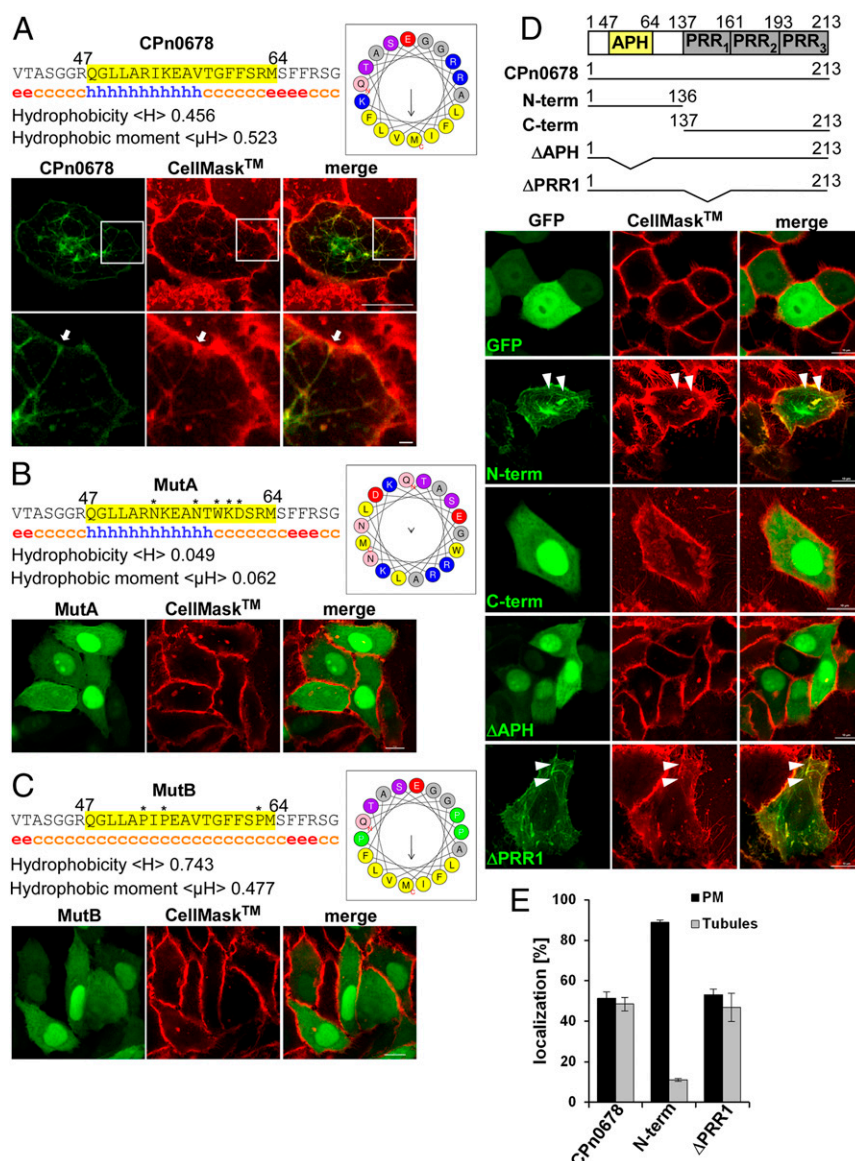 A
CPn0678
47 64
VTASGGRQGLLARIKEAVTGFFSRMSFFRSG
eeccccchhhhhhhhhhhcccccceeeeccc
Hydrophobicity <H> 0.456
Hydrophobic moment <µH> 0.523
A S E G G R R A L F I M V L F K Q T
CPn0678 CellMask™ merge
B
MutA
* * * * *
47 64
VTASGGRQGLLARNKEANTWKDSRMSFFRSG
eeccccchhhhhhhhhhhhccccccceeeccc
Hydrophobicity <H> 0.049
Hydrophobic moment <µH> 0.062
Q T A S E G W R R A L K N M N L D K
MutA CellMask™ merge
C
MutB
* * *
47 64
VTASGGRQGLLAPIPEAVTGFFSPMSFFRSG
eeccccccccccccccccccccccccceeecc
Hydrophobicity <H> 0.743
Hydrophobic moment <µH> 0.477
A S E G G P P A L F I M V L F P Q T
MutB CellMask™ merge
D
1 47 64 137 161 193 213
APH PRR1 PRR2 PRR3
CPn0678 1 213
N-term 1 136
C-term 137 213
ΔAPH 1 213
ΔPRR1 1 213
GFP CellMask™ merge
GFP
N-term
C-term
ΔAPH
ΔPRR1
E
PM
Tubules
localization [%]
100
80
60
40
20
0
CPn0678
N-term
ΔPRR1